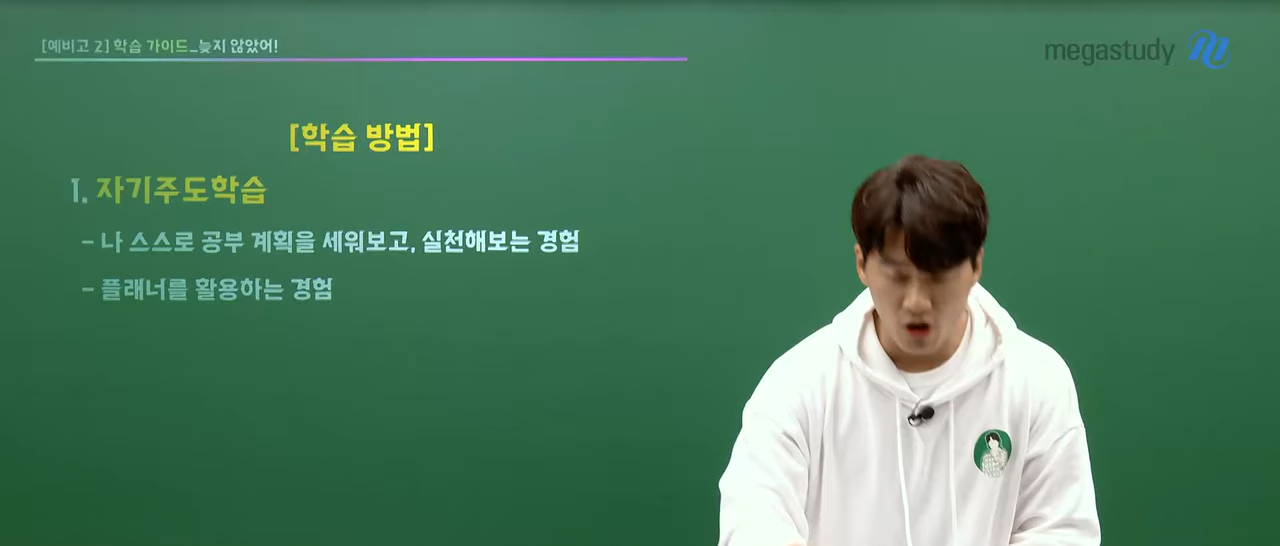 [예비고 2] 학습 가이드_늦지 않았어!
megastudy
[학습 방법]
1. 자기주도학습
- 나 스스로 공부 계획을 세워보고, 실천해보는 경험
- 플래너를 활용하는 경험